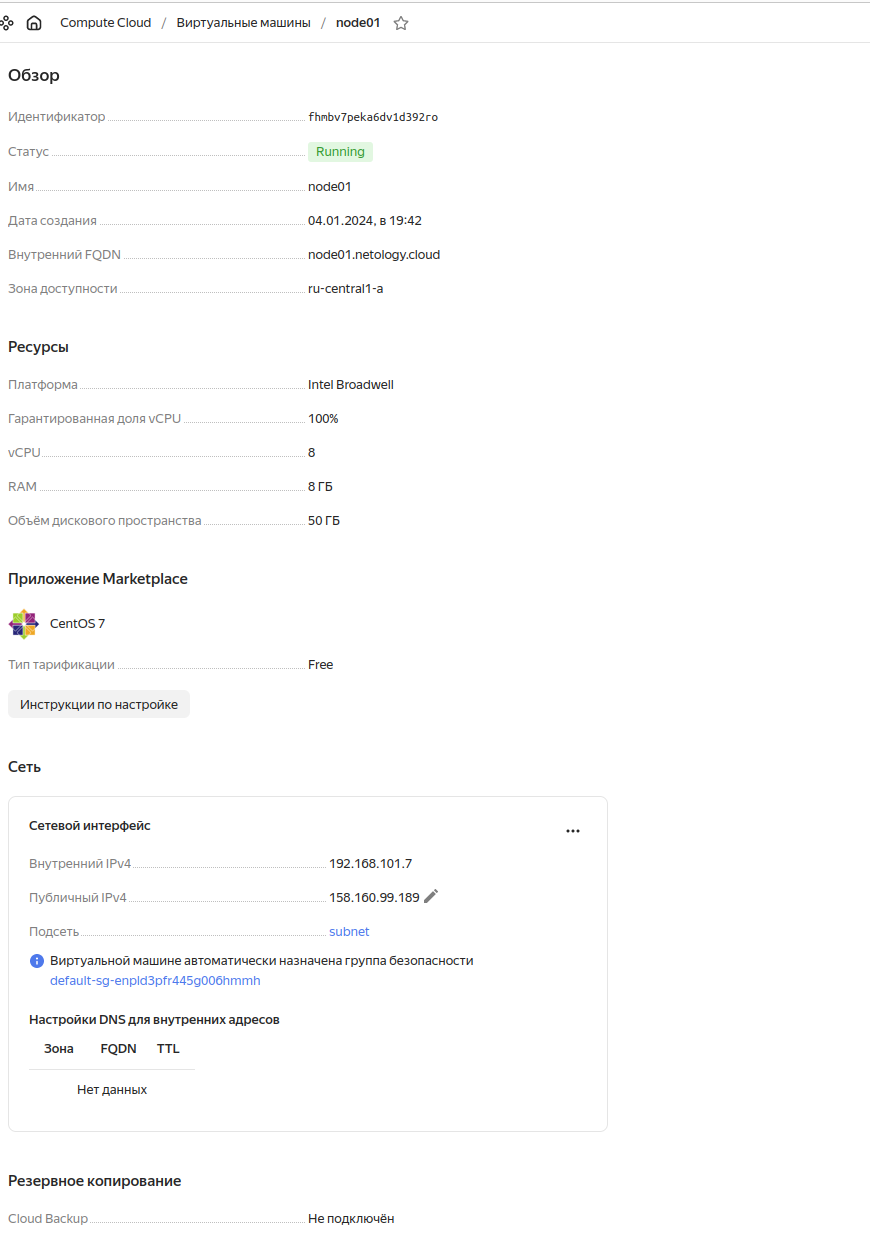 Compute Cloud / Виртуальные машины / node01
Обзор
Идентификатор fhmbv7peka6dv1d392ro
Статус Running
Имя node01
Дата создания 04.01.2024, в 19:42
Внутренний FQDN node01.netology.cloud
Зона доступности ru-central1-a
Ресурсы
Платформа Intel Broadwell
Гарантированная доля vCPU 100%
vCPU 8
RAM 8 ГБ
Объём дискового пространства 50 ГБ
Приложение Marketplace
CentOS 7
Тип тарификации Free
Инструкции по настройке
Сеть
Сетевой интерфейс
Внутренний IPv4 192.168.101.7
Публичный IPv4 158.160.99.189
Подсеть subnet
Виртуальной машине автоматически назначена группа безопасности
default-sg-enpld3pfr445g006hmmh
Настройки DNS для внутренних адресов
Зона FQDN TTL
Нет данных
Резервное копирование
Cloud Backup Не подключён